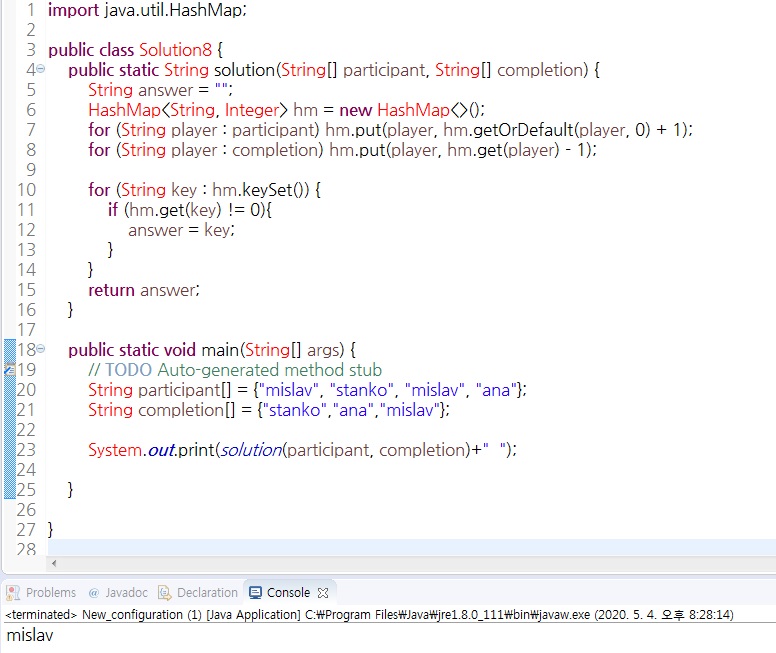 1 import java.util.HashMap;
2
3 public class Solution8 {
4 public static String solution(String[] participant, String[] completion) {
5 String answer = "";
6 HashMap<String, Integer> hm = new HashMap<>();
7 for (String player : participant) hm.put(player, hm.getOrDefault(player, 0) + 1);
8 for (String player : completion) hm.put(player, hm.get(player) - 1);
9
10 for (String key : hm.keySet()) {
11 if (hm.get(key) != 0){
12 answer = key;
13 }
14 }
15 return answer;
16 }
17
18 public static void main(String[] args) {
19 // TODO Auto-generated method stub
20 String participant[] = {"mislav", "stanko", "mislav", "ana"};
21 String completion[] = {"stanko","ana","mislav"};
22
23 System.out.print(solution(participant, completion)+"  ");
24
25 }
26
27 }
28
Problems @ Javadoc Declaration Console
<terminated> New_configuration (1) [Java Application] C:₩Program Files₩Java₩jre1.8.0_111₩bin₩javaw.exe (2020. 5. 4. 오후 8:28:14)
mislav